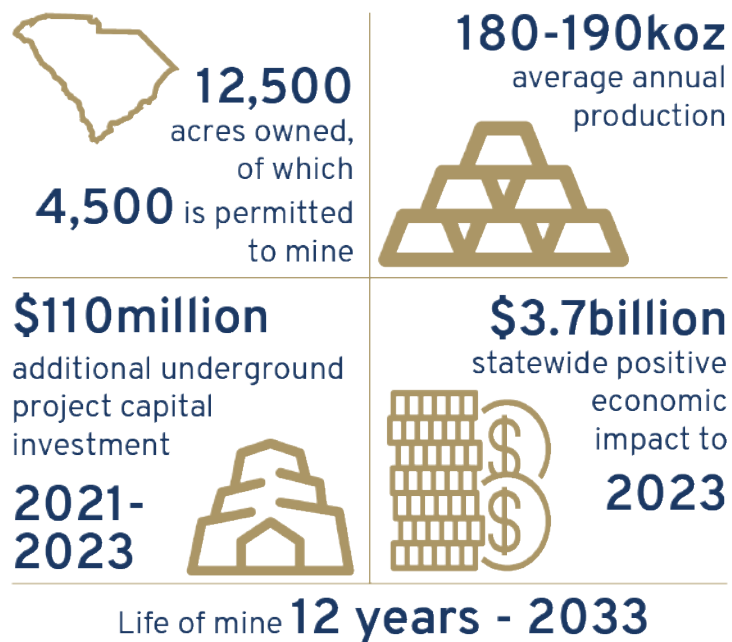 12,500
acres owned,
of which
4,500 is permitted
to mine
180-190koz
average annual
production
$110million
additional underground
project capital
investment
2021-
2023
$3.7billion
statewide positive
economic
impact to
2023
$
$
Life of mine 12 years - 2033